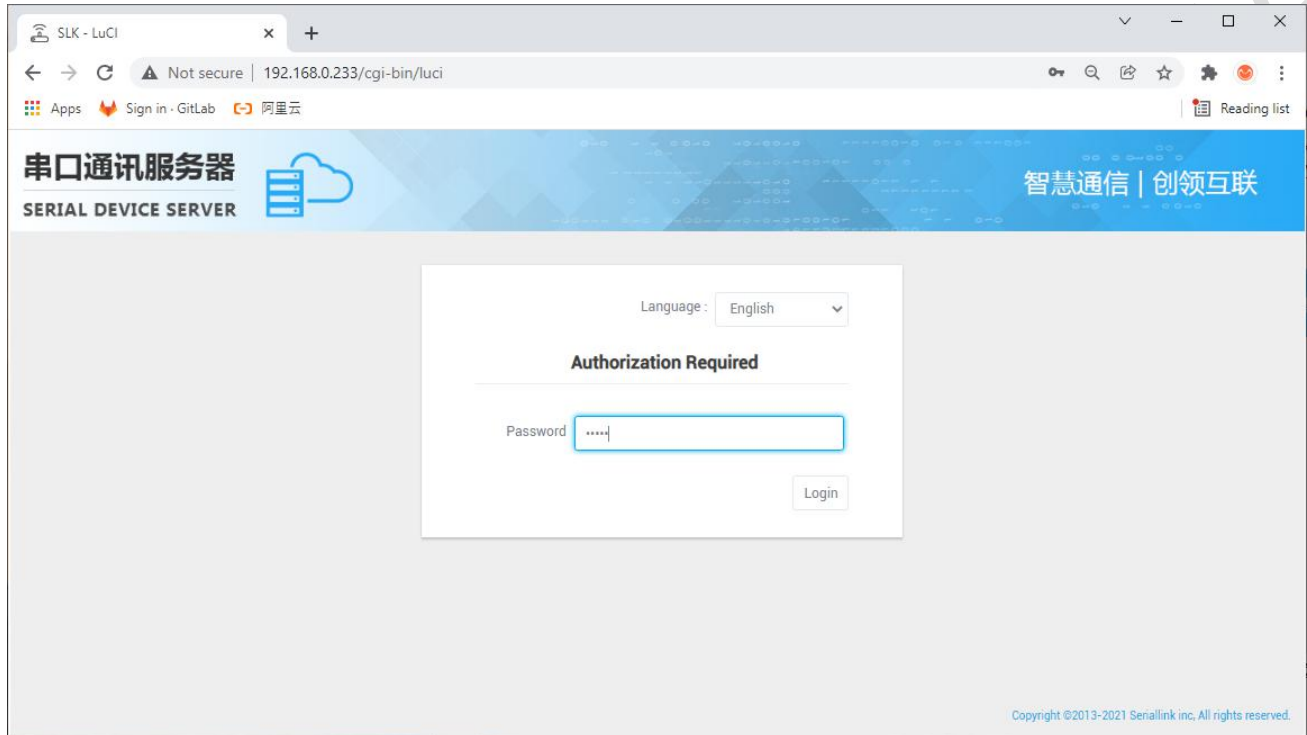 SLK - LuCI
Not secure | 192.168.0.233/cgi-bin/luci
Apps Sign in · GitLab 阿里云 Reading list
串口通讯服务器
SERIAL DEVICE SERVER
智慧通信 | 创领互联
Language : English
Authorization Required
Password •••••
Login
Copyright ©2013-2021 Seriallink inc, All rights reserved.